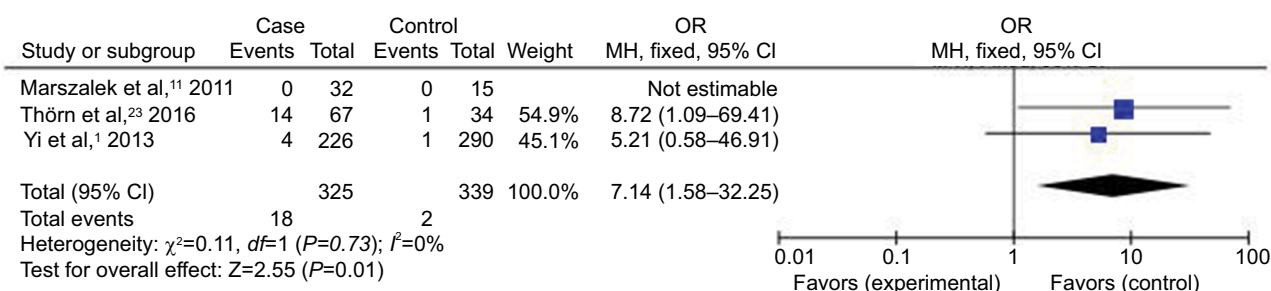 Case Control OR OR
Study or subgroup Events Total Events Total Weight MH, fixed, 95% CI MH, fixed, 95% CI
Marszalek et al,¹¹ 2011 0 32 0 15 Not estimable
Thörn et al,²³ 2016 14 67 1 34 54.9% 8.72 (1.09–69.41)
Yi et al,¹ 2013 4 226 1 290 45.1% 5.21 (0.58–46.91)
Total (95% CI) 325 339 100.0% 7.14 (1.58–32.25)
Total events 18 2
Heterogeneity: χ²=0.11, df=1 (P=0.73); I²=0%
Test for overall effect: Z=2.55 (P=0.01)
0.01 0.1 1 10 100
Favors (experimental) Favors (control)